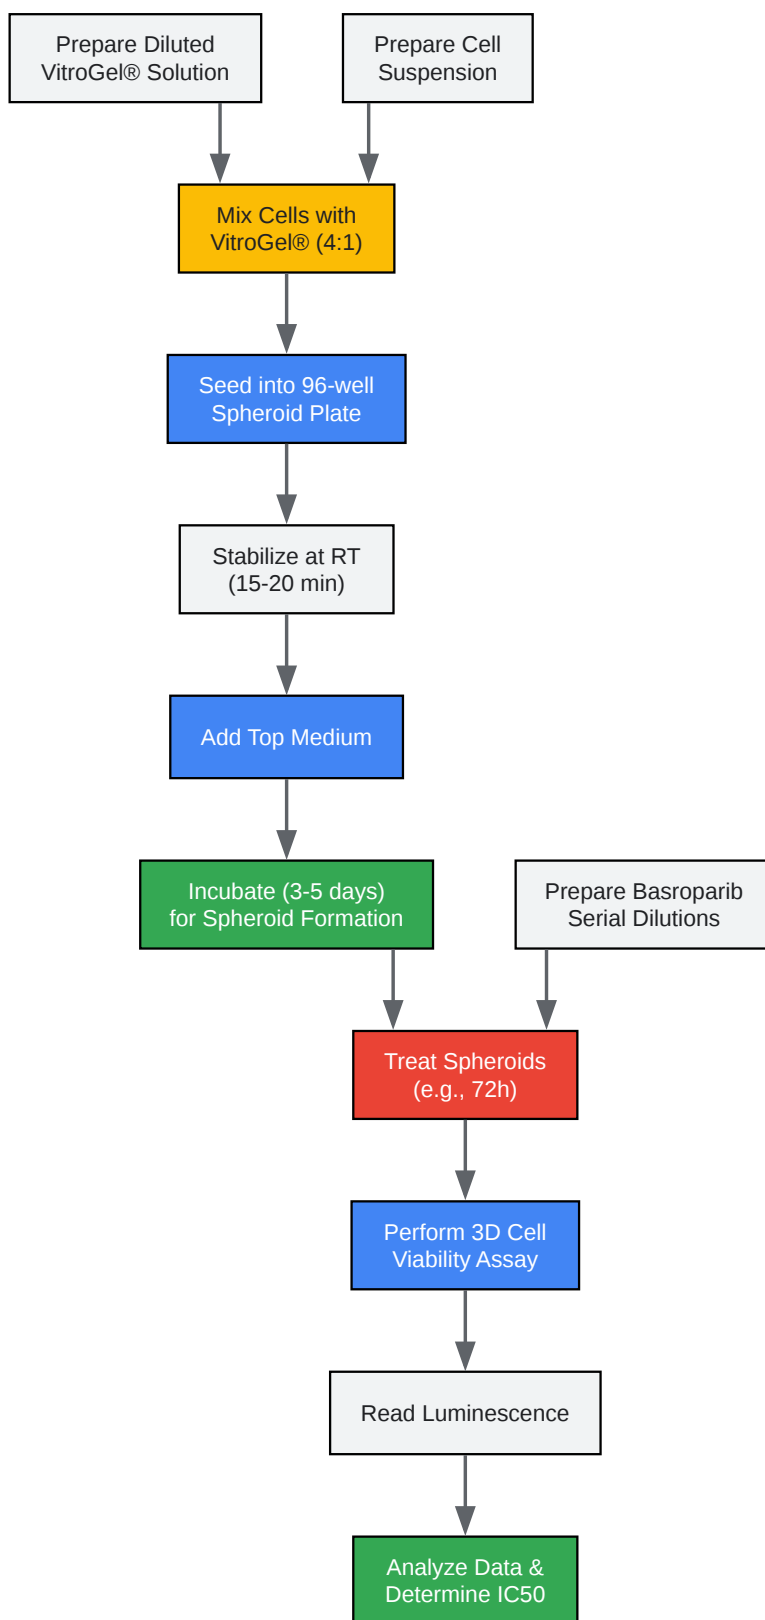 Prepare Diluted
VitroGel® Solution
Prepare Cell
Suspension
Mix Cells with
VitroGel® (4:1)
Seed into 96-well
Spheroid Plate
Stabilize at RT
(15-20 min)
Add Top Medium
Incubate (3-5 days)
for Spheroid Formation
Prepare Basroparib
Serial Dilutions
Treat Spheroids
(e.g., 72h)
Perform 3D Cell
Viability Assay
Read Luminescence
Analyze Data &
Determine IC50